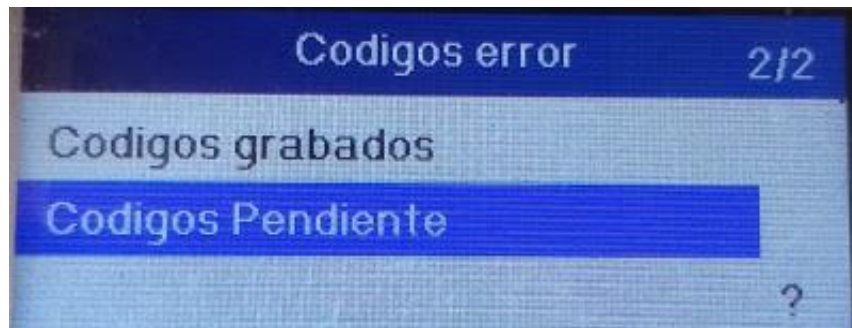 Codigos error 2/2
Codigos grabados
Codigos Pendiente
?